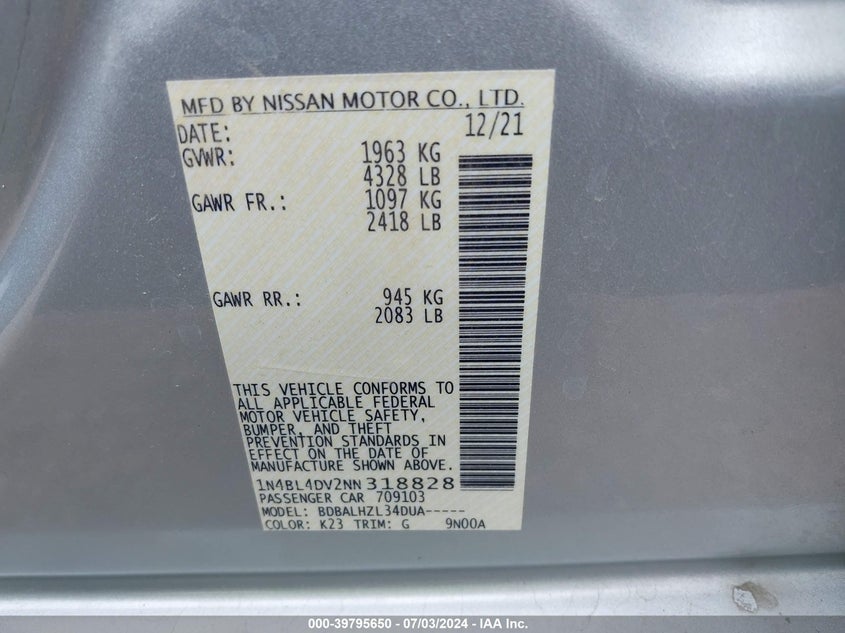 MFD BY NISSAN MOTOR CO., LTD.
DATE: 12/21
GVWR: 1963 KG
4328 LB
GAWR FR.: 1097 KG
2418 LB
GAWR RR.: 945 KG
2083 LB
THIS VEHICLE CONFORMS TO
ALL APPLICABLE FEDERAL
MOTOR VEHICLE SAFETY,
BUMPER, AND THEFT
PREVENTION STANDARDS IN
EFFECT ON THE DATE OF
MANUFACTURE SHOWN ABOVE.
1N4BL4DV2NN318828
PASSENGER CAR 709103
MODEL: BDBALHZL34DUA-----
COLOR: K23 TRIM: G 9N00A
000-39795650 / 07/03/2024 - IAA Inc.